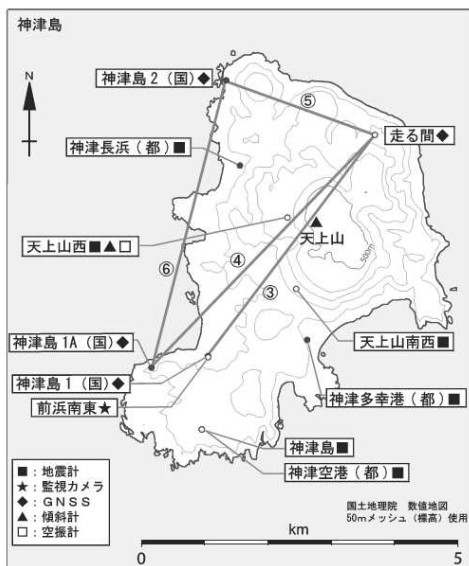 神津島
N
神津島2(国)◆
⑤
走る間◆
神津長浜(都)■
天上山西■▲□
天上山
500m
⑥
④
③
神津島1A(国)◆
天上山南西■
神津島1(国)◆
前浜南東★
神津多幸港(都)■
神津島■
神津空港(都)■
■:地震計
★:監視カメラ
◆:GNSS
▲:傾斜計
□:空振計
国土地理院 数値地図
50mメッシュ(標高)使用
km
0
5